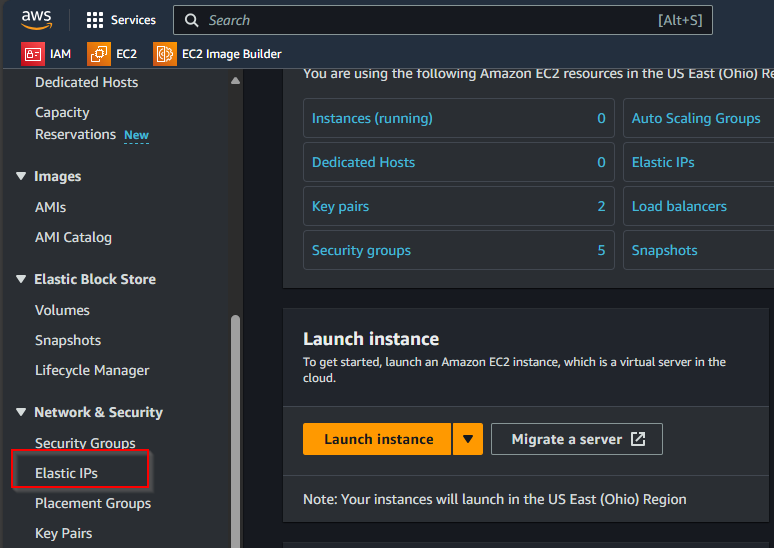 aws
Services
Search
[Alt+S]
IAM
EC2
EC2 Image Builder
Dedicated Hosts
Capacity
Reservations New
Images
AMIs
AMI Catalog
Elastic Block Store
Volumes
Snapshots
Lifecycle Manager
Network & Security
Security Groups
Elastic IPs
Placement Groups
Key Pairs
You are using the following Amazon EC2 resources in the US East (Ohio) Re
Instances (running) 0
Auto Scaling Groups
Dedicated Hosts 0
Elastic IPs
Key pairs 2
Load balancers
Security groups 5
Snapshots
Launch instance
To get started, launch an Amazon EC2 instance, which is a virtual server in the
cloud.
Launch instance
Migrate a server
Note: Your instances will launch in the US East (Ohio) Region